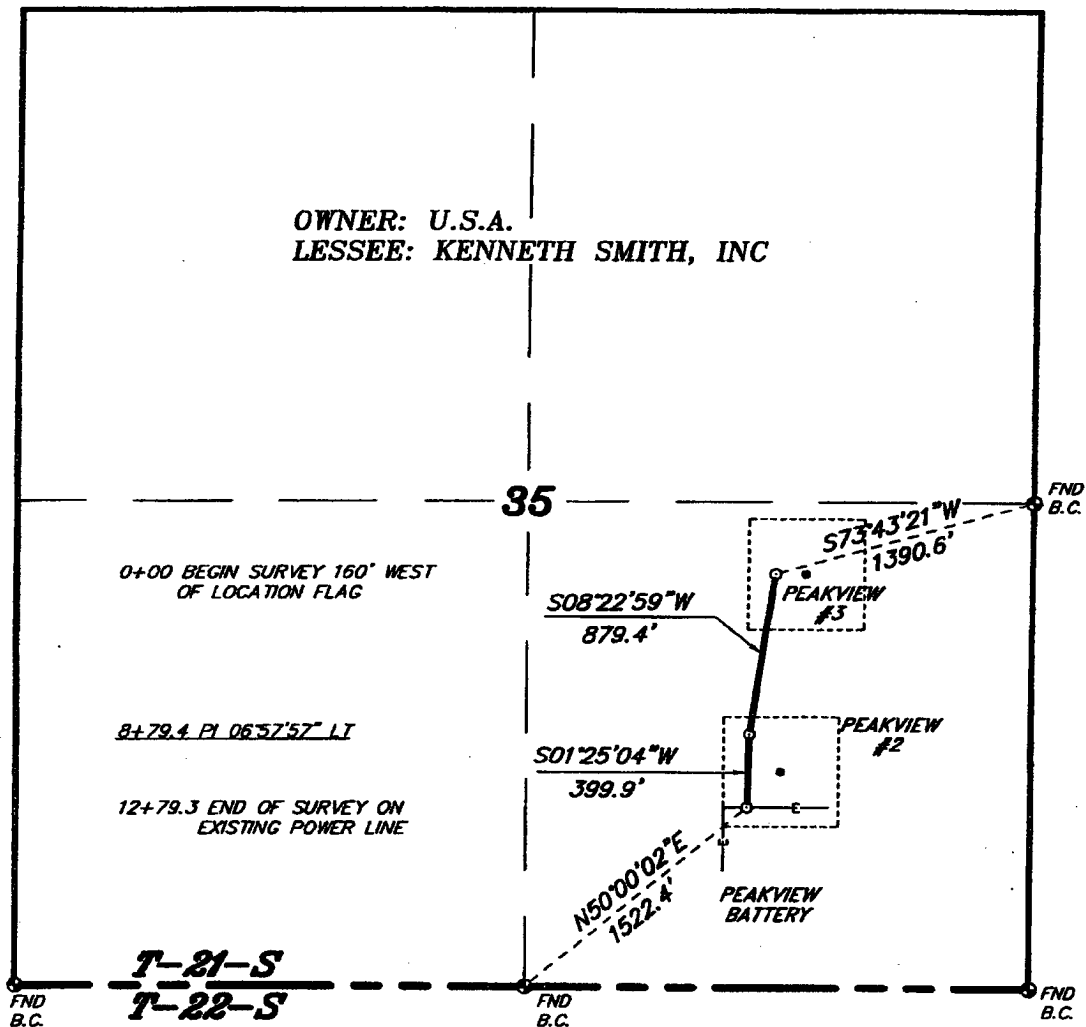 OWNER: U.S.A.
LESSEE: KENNETH SMITH, INC
35
FND
B.C.
S73°43'21"W
1390.6'
0+00 BEGIN SURVEY 160' WEST
OF LOCATION FLAG
PEAKVIEW
#3
S08°22'59"W
879.4'
8+79.4 PI 06°57'57" LT
PEAKVIEW
#2
S01°25'04"W
399.9'
12+79.3 END OF SURVEY ON
EXISTING POWER LINE
E
E
N50°00'02"E
1522.4'
PEAKVIEW
BATTERY
T-21-S
T-22-S
FND
B.C.
FND
B.C.
FND
B.C.